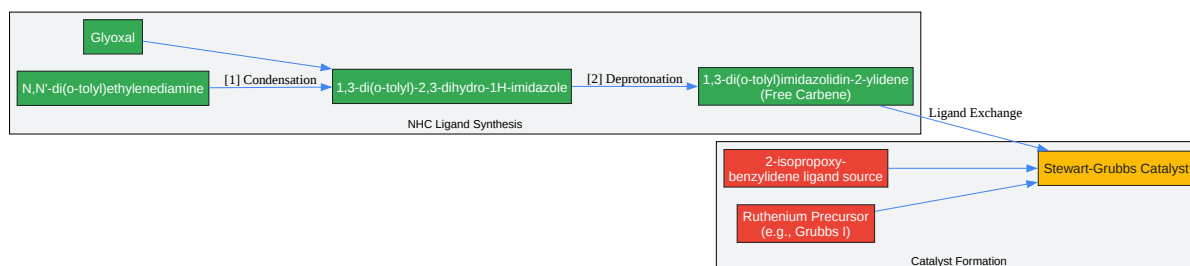 Glyoxal
N,N'-di(o-tolyl)ethylenediamine
[1] Condensation
1,3-di(o-tolyl)-2,3-dihydro-1H-imidazole
[2] Deprotonation
1,3-di(o-tolyl)imidazolidin-2-ylidene
(Free Carbene)
NHC Ligand Synthesis
Ligand Exchange
2-isopropoxy-
benzylidene ligand source
Stewart-Grubbs Catalyst
Ruthenium Precursor
(e.g., Grubbs I)
Catalyst Formation